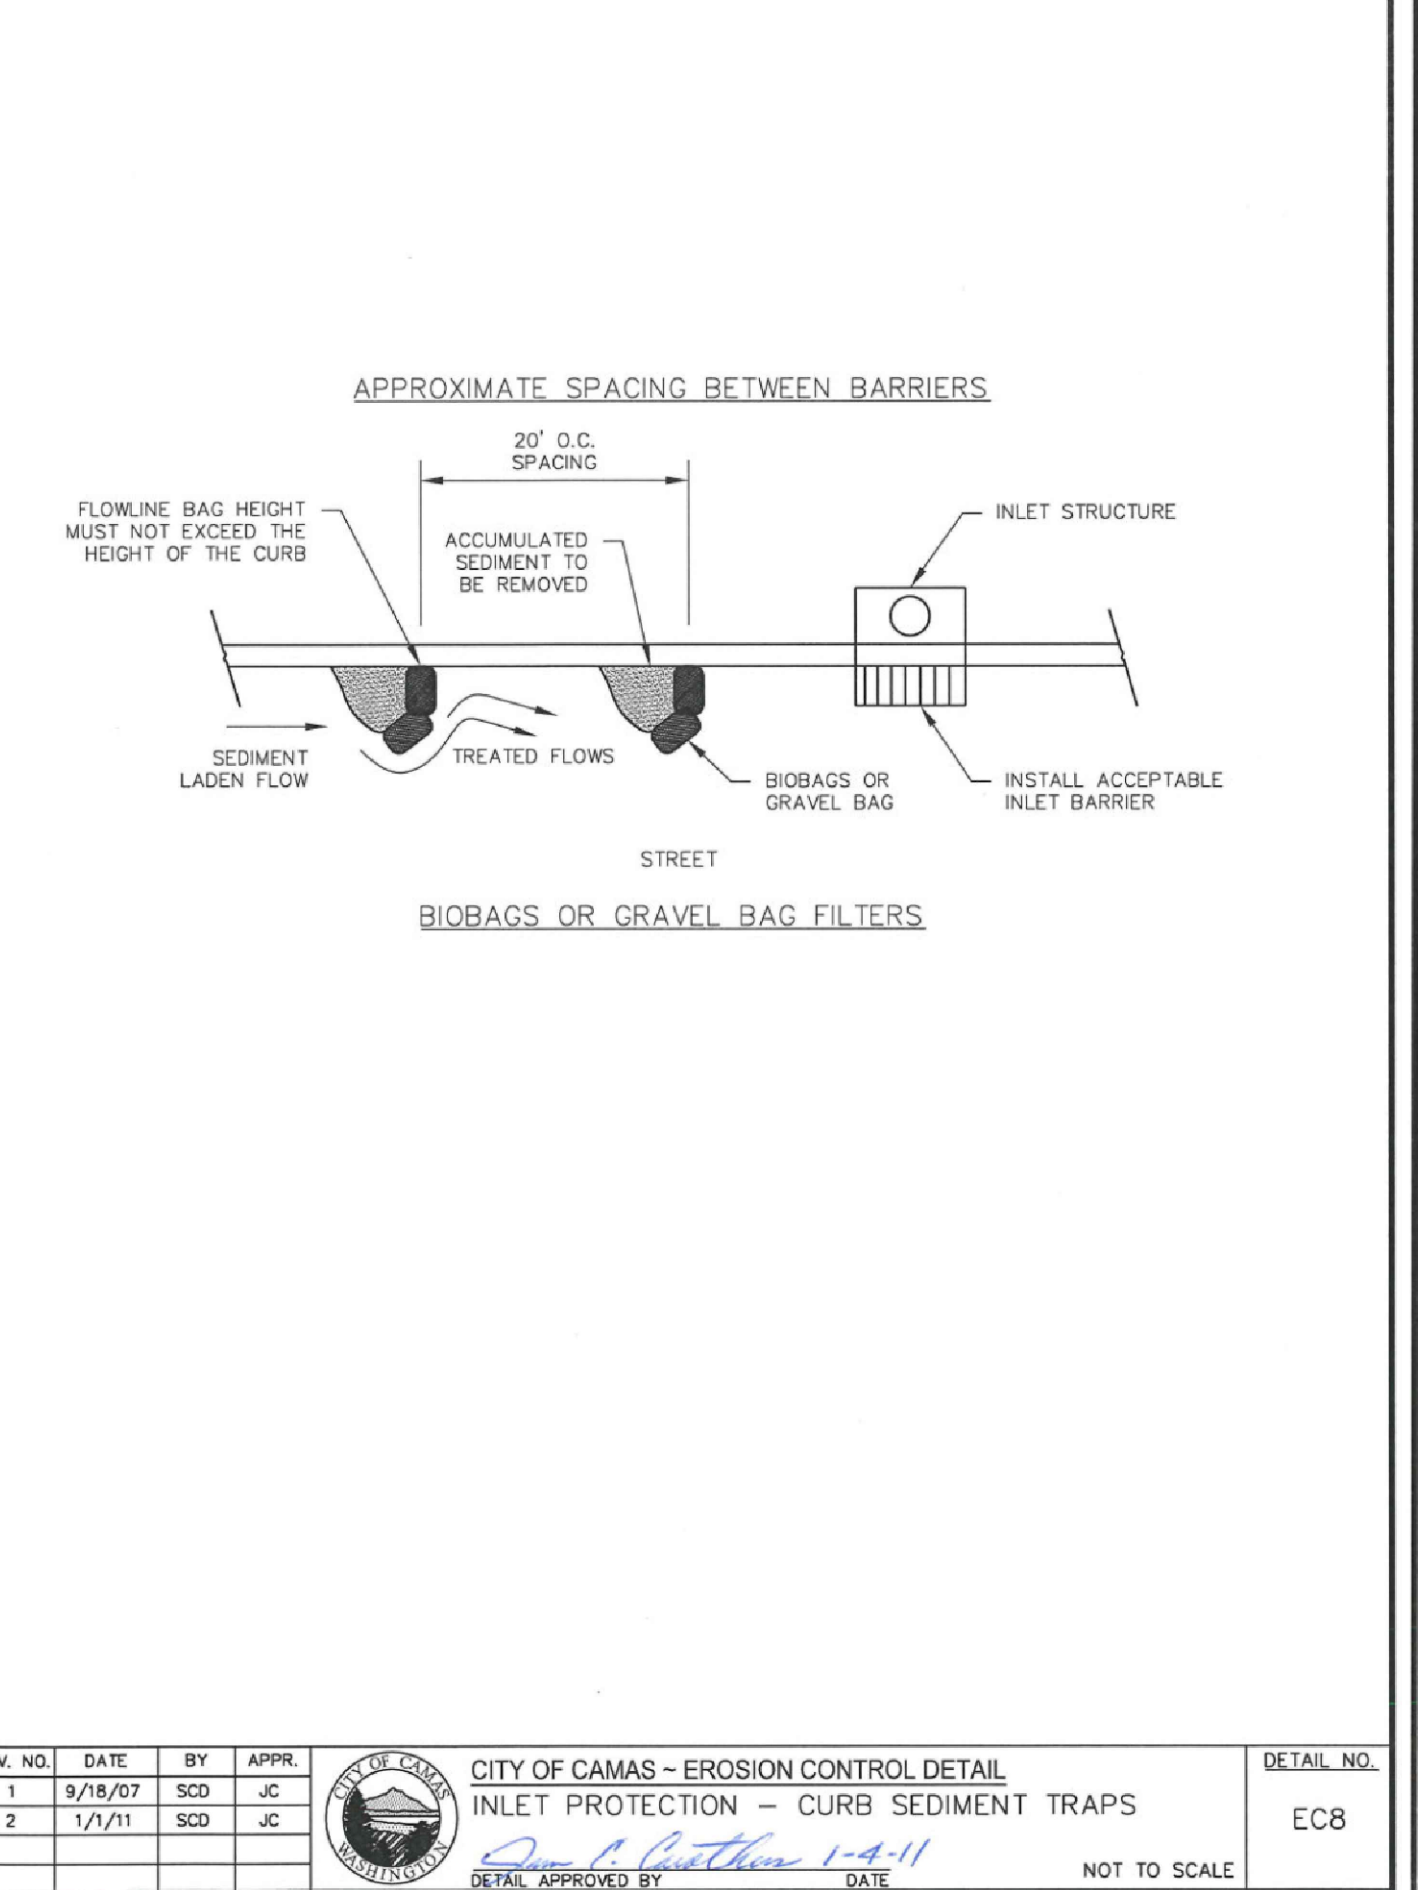 APPROXIMATE SPACING BETWEEN BARRIERS
20' O.C.
SPACING
FLOWLINE BAG HEIGHT
MUST NOT EXCEED THE
HEIGHT OF THE CURB
ACCUMULATED
SEDIMENT TO
BE REMOVED
INLET STRUCTURE
SEDIMENT
LADEN FLOW
TREATED FLOWS
BIOBAGS OR
GRAVEL BAG
INSTALL ACCEPTABLE
INLET BARRIER
STREET
BIOBAGS OR GRAVEL BAG FILTERS
V. NO. DATE BY APPR.
1 9/18/07 SCD JC
2 1/1/11 SCD JC
CITY OF CAMAS
WASHINGTON
CITY OF CAMAS ~ EROSION CONTROL DETAIL
INLET PROTECTION – CURB SEDIMENT TRAPS
1-4-11
DETAIL APPROVED BY DATE
NOT TO SCALE
DETAIL NO.
EC8